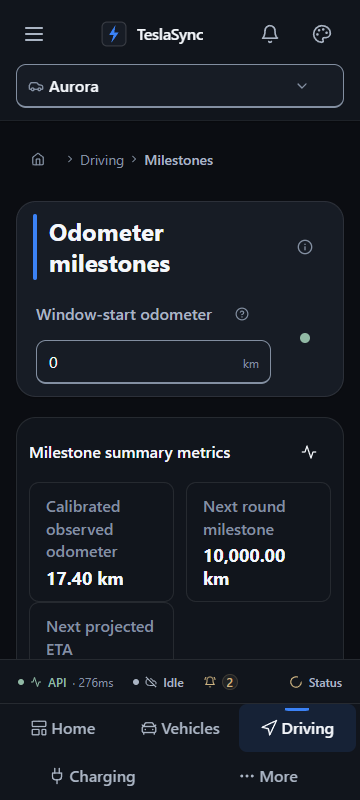 TeslaSync
Aurora
Driving
Milestones
Odometer
milestones
Window-start odometer
0
km
Milestone summary metrics
Calibrated
observed
odometer
17.40 km
Next round
milestone
10,000.00
km
Next projected
ETA
API · 276ms
Idle
2
Status
Home
Vehicles
Driving
Charging
More